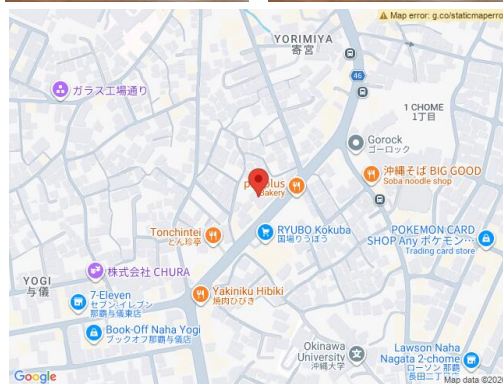 Map error: g.co/staticmaperro
YORIMIYA
寄宮
46
ガラス工場通り
1 CHOME
1丁目
Gorock
ゴーロック
沖縄そば BIG GOOD
Soba noodle shop
plus
Bakery
Tonchintei
とん珍亭
RYUBO Kokuba
国場りうぼう
POKEMON CARD
SHOP Any ポケモン…
Trading card store
YOGI
与儀
株式会社 CHURA
7-Eleven
セブン-イレブン
那覇与儀東店
Yakiniku Hibiki
焼肉ひびき
Book-Off Naha Yogi
ブックオフ那覇与儀店
Okinawa
University
沖縄大学
Lawson Naha
Nagata 2-chome
ローソン 那覇
長田二丁目
Google
Map data ©202